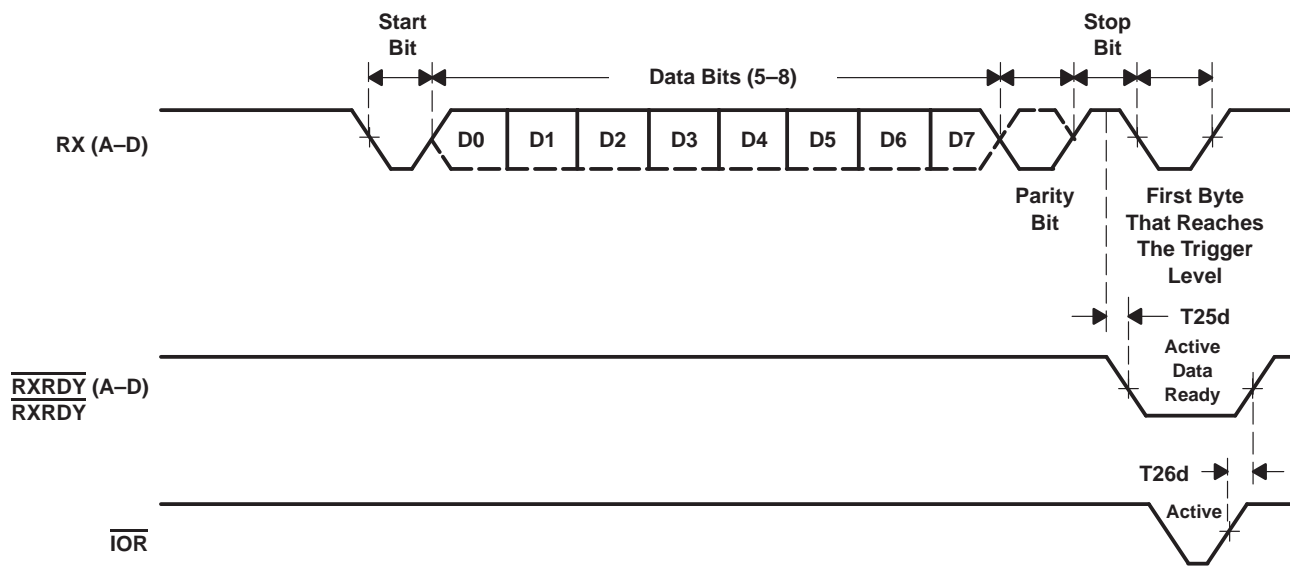 Start
Bit
Stop
Bit
Data Bits (5–8)
RX (A–D)
D0 D1 D2 D3 D4 D5 D6 D7
Parity
Bit
First Byte
That Reaches
The Trigger
Level
T25d
RXRDY (A–D)
RXRDY
Active
Data
Ready
T26d
IOR
Active